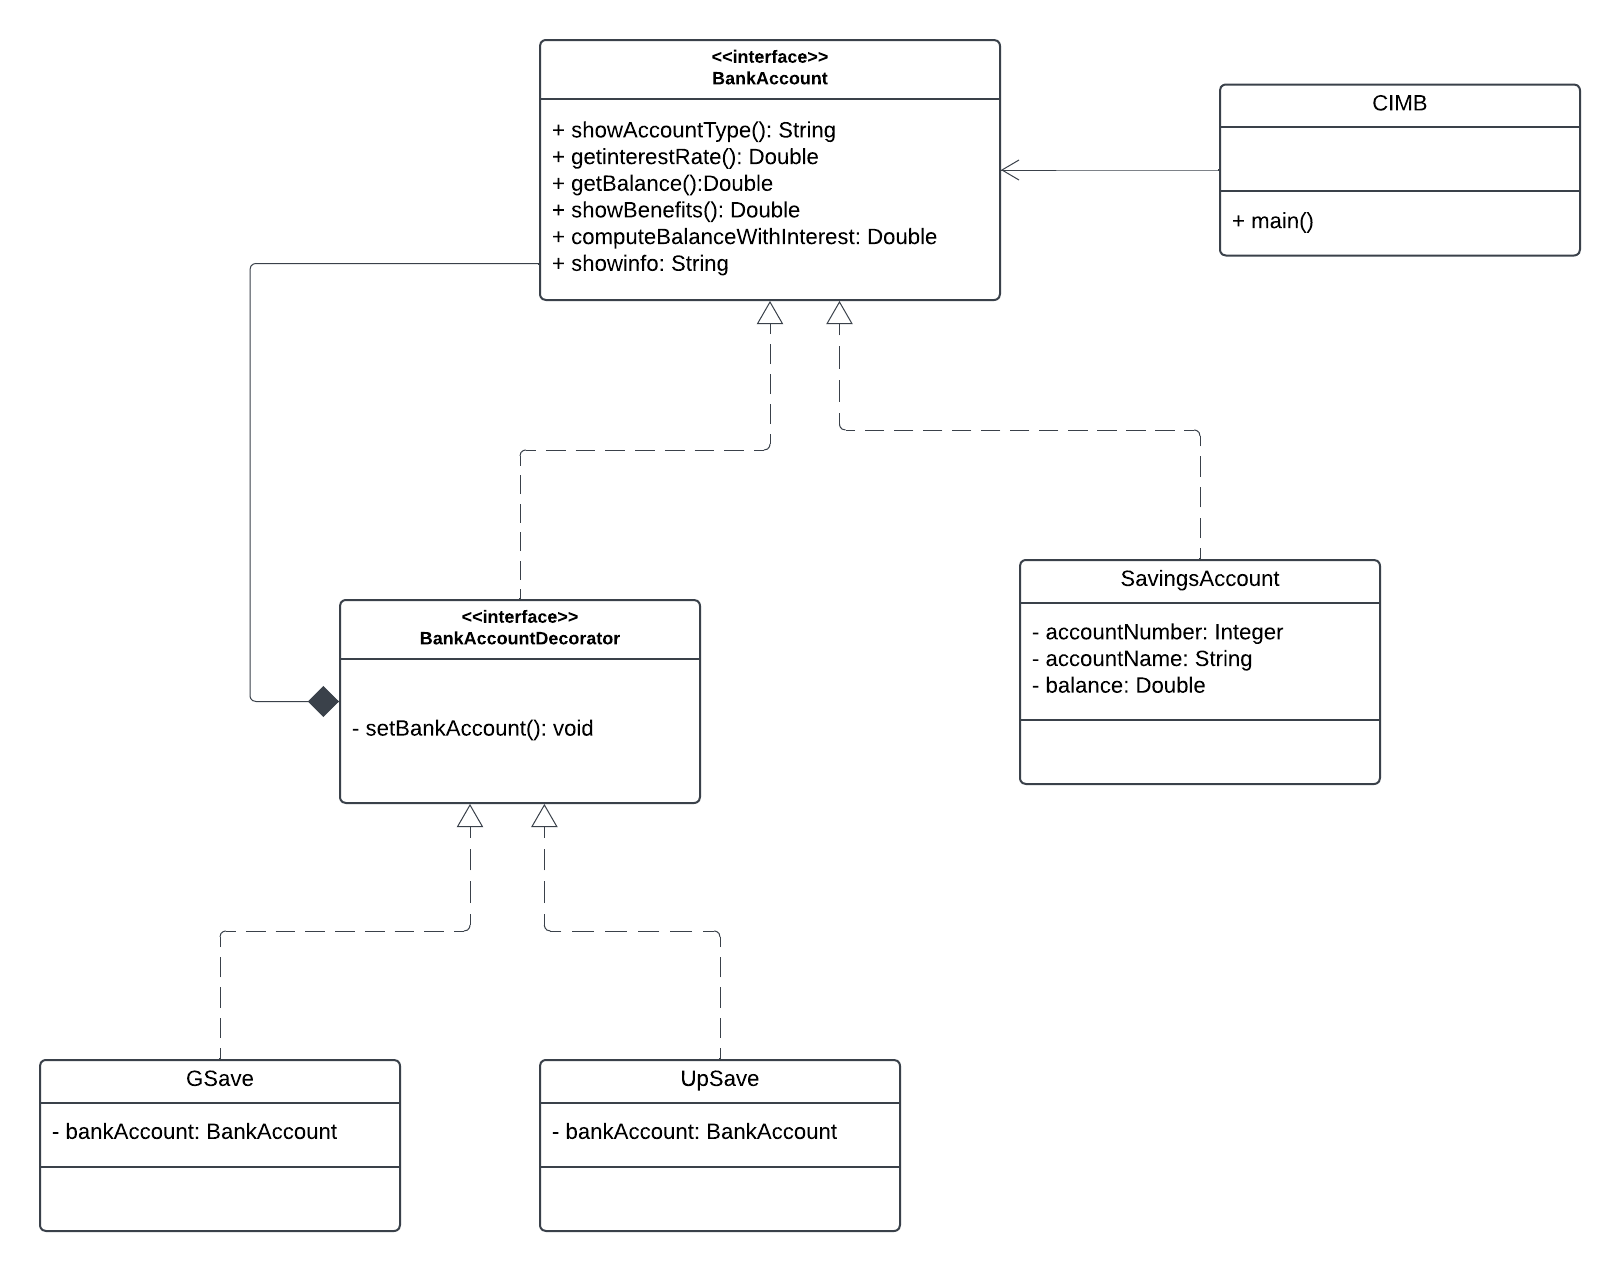 <<interface>>
BankAccount
+ showAccountType(): String
+ getinterestRate(): Double
+ getBalance():Double
+ showBenefits(): Double
+ computeBalanceWithInterest: Double
+ showinfo: String
CIMB
+ main()
<<interface>>
BankAccountDecorator
- setBankAccount(): void
SavingsAccount
- accountNumber: Integer
- accountName: String
- balance: Double
GSave
- bankAccount: BankAccount
UpSave
- bankAccount: BankAccount